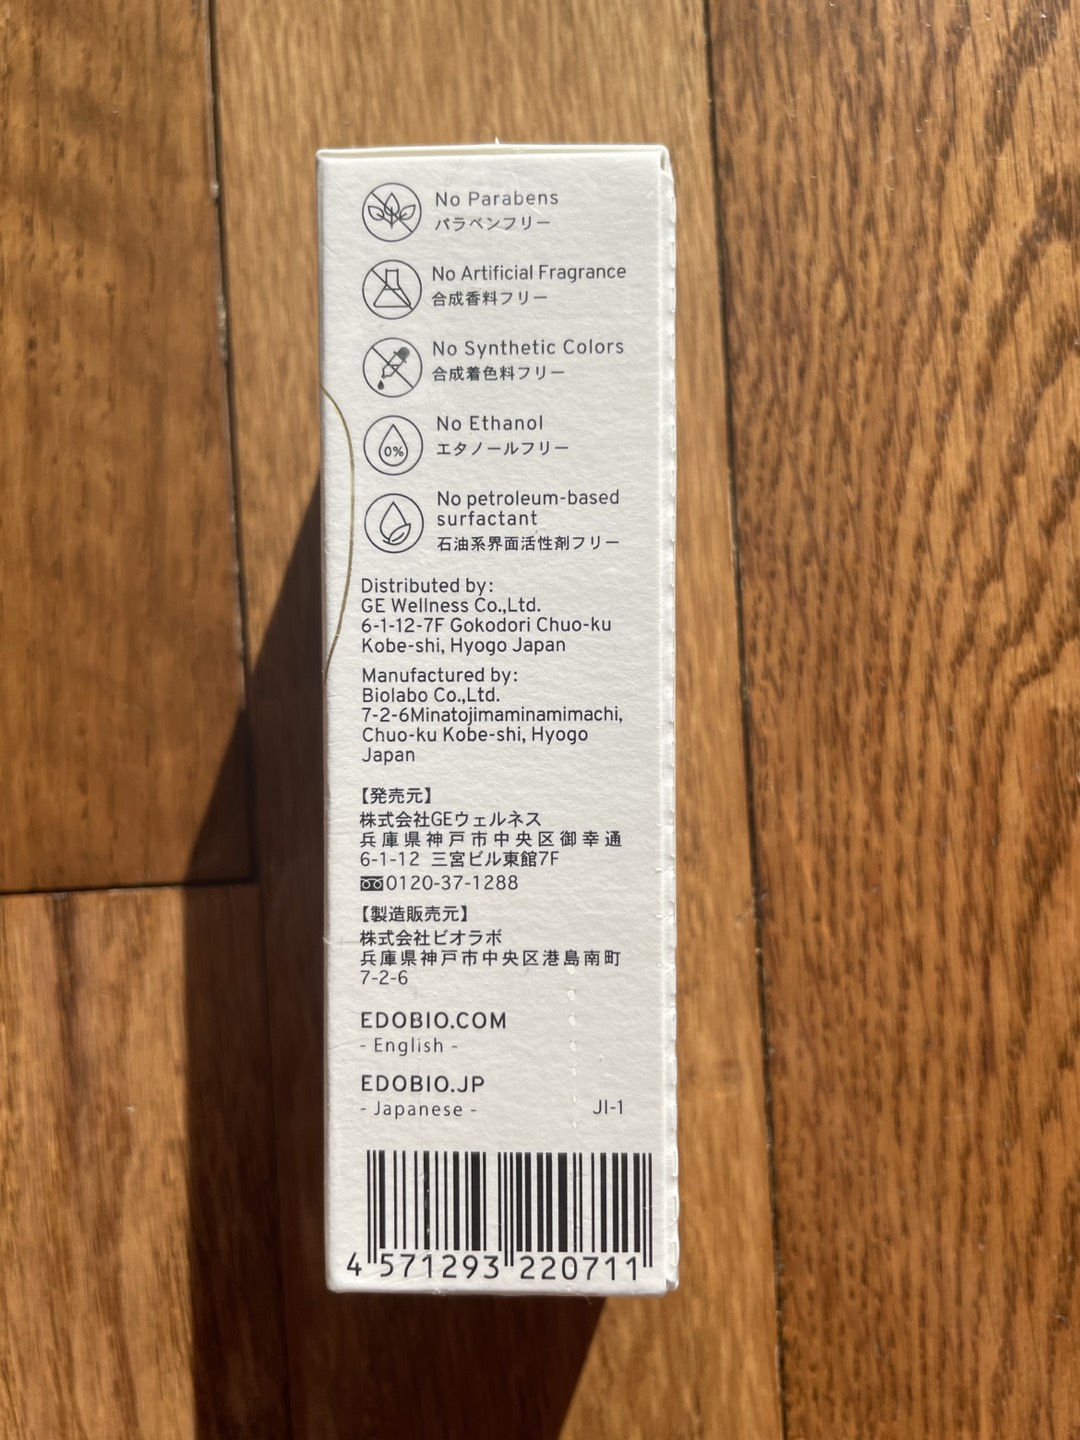 No Parabens
パラベンフリー
No Artificial Fragrance
合成香料フリー
No Synthetic Colors
合成着色料フリー
0%
No Ethanol
エタノールフリー
No petroleum-based
surfactant
石油系界面活性剤フリー
Distributed by:
GE Wellness Co.,Ltd.
6-1-12-7F Gokodori Chuo-ku
Kobe-shi, Hyogo Japan
Manufactured by:
Biolabo Co.,Ltd.
7-2-6Minatojimaminamimachi,
Chuo-ku Kobe-shi, Hyogo
Japan
【発売元】
株式会社GEウェルネス
兵庫県神戸市中央区御幸通
6-1-12 三宮ビル東館7F
0120-37-1288
【製造販売元】
株式会社ビオラボ
兵庫県神戸市中央区港島南町
7-2-6
EDOBIO.COM
- English -
EDOBIO.JP
- Japanese -
JI-1
4 571293 220711